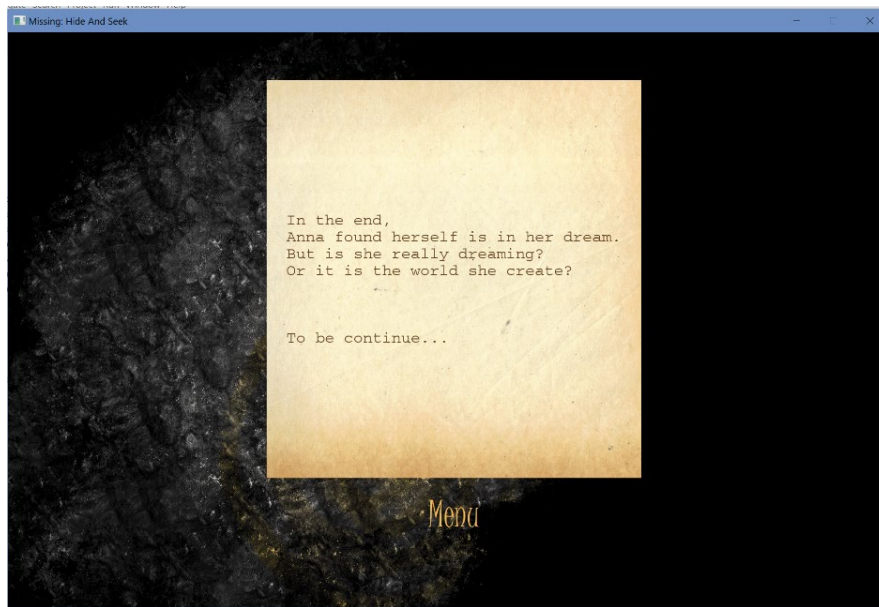 Missing: Hide And Seek
In the end,
Anna found herself is in her dream.
But is she really dreaming?
Or it is the world she create?
To be continue...
Menu